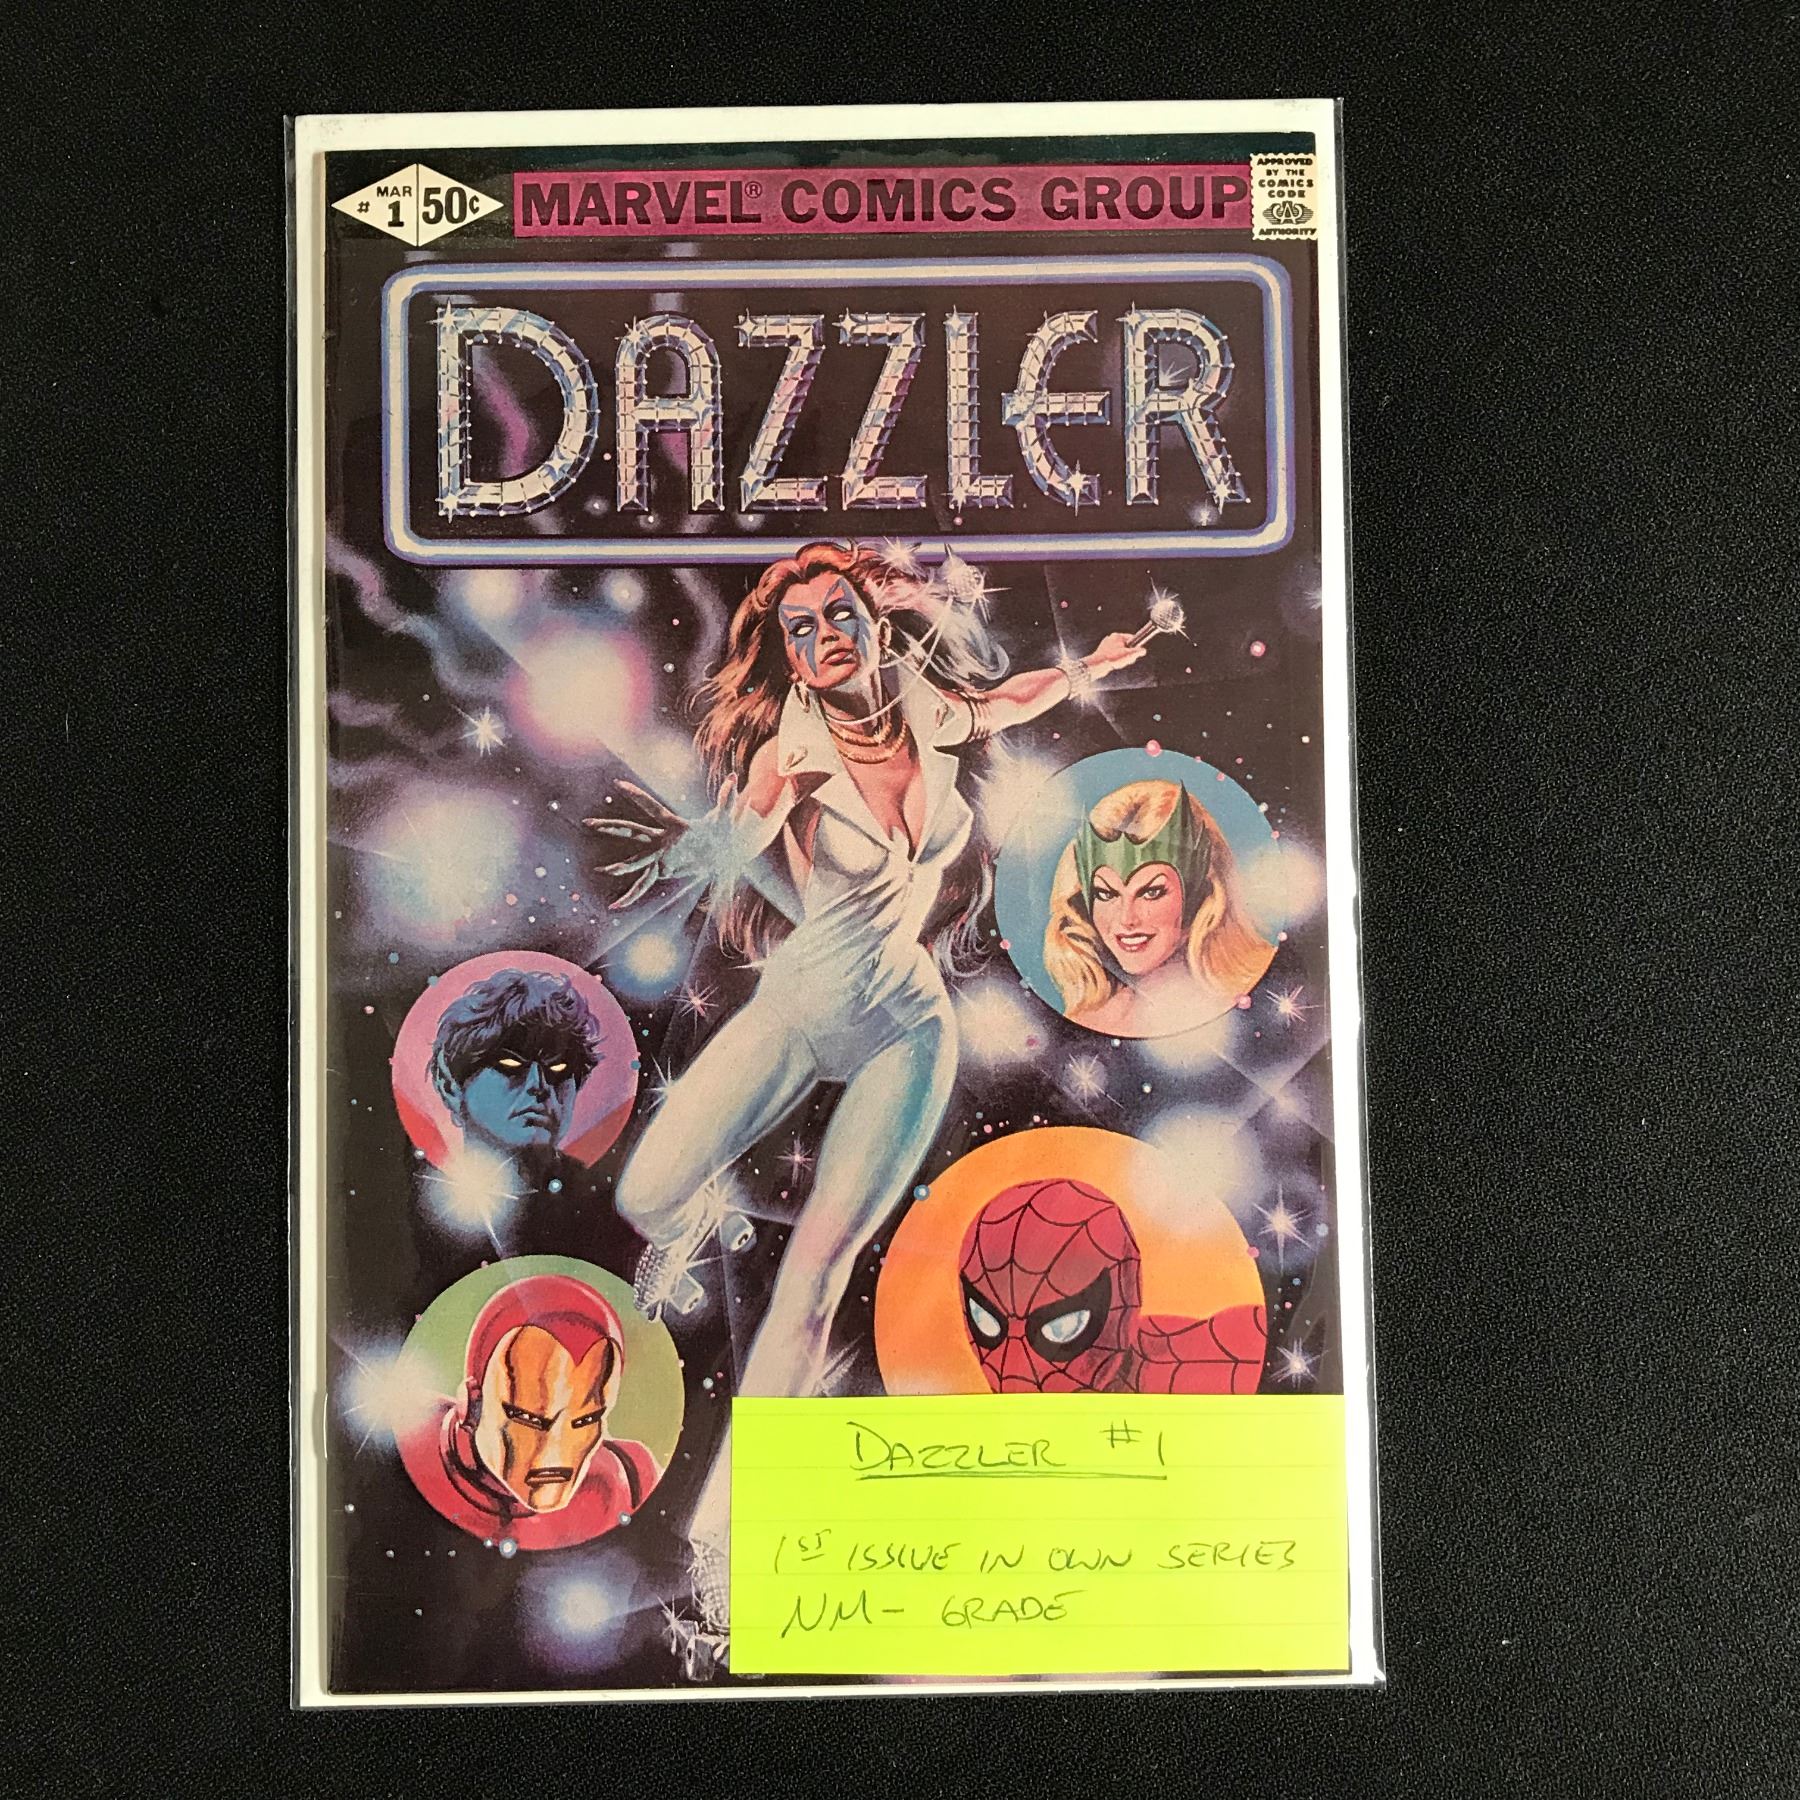 MAR
# 1
50¢
MARVEL® COMICS GROUP
APPROVED
BY THE
COMICS
CODE
CA
AUTHORITY
DAZZLER
DAZZLER #1
1ST ISSUE IN OWN SERIES
NM- GRADE